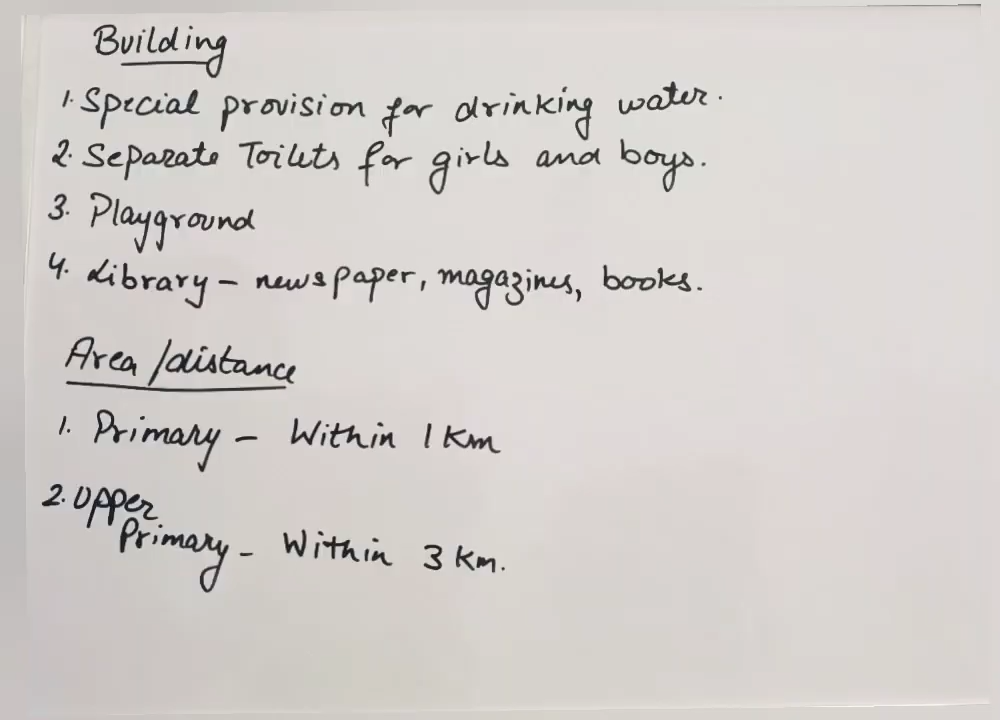 Building
1. Special provision for drinking water.
2. Separate Toilets for girls and boys.
3. Playground
4. Library - newspaper, magazines, books.
Area /distance
1. Primary - Within 1 Km
2. Upper
Primary - Within 3 Km.